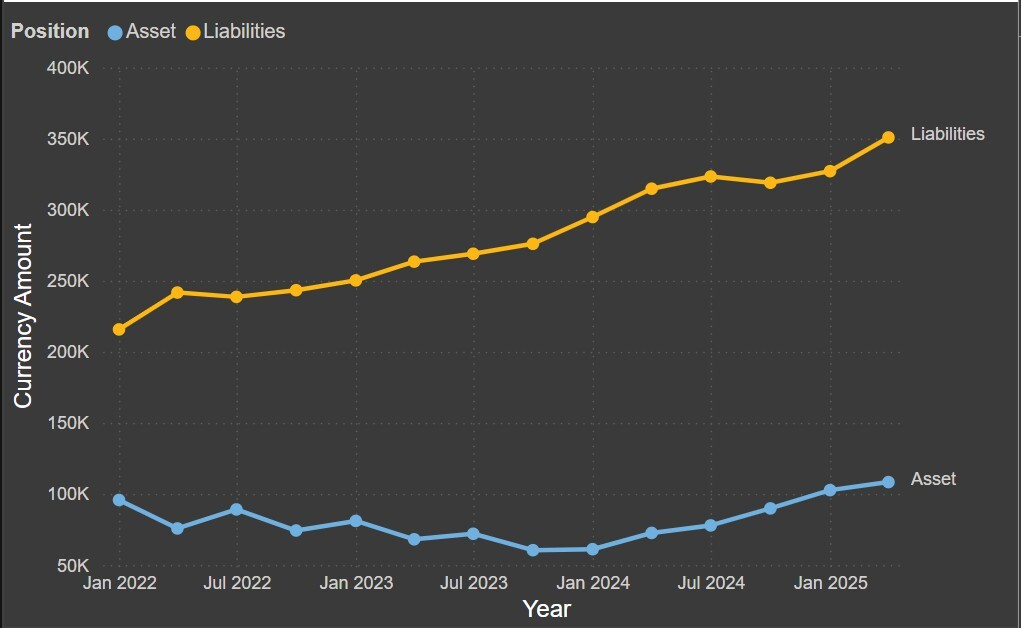 Position Asset Liabilities
400K
350K
300K
250K
200K
150K
100K
50K
Currency Amount
Liabilities
Asset
Jan 2022 Jul 2022 Jan 2023 Jul 2023 Jan 2024 Jul 2024 Jan 2025
Year